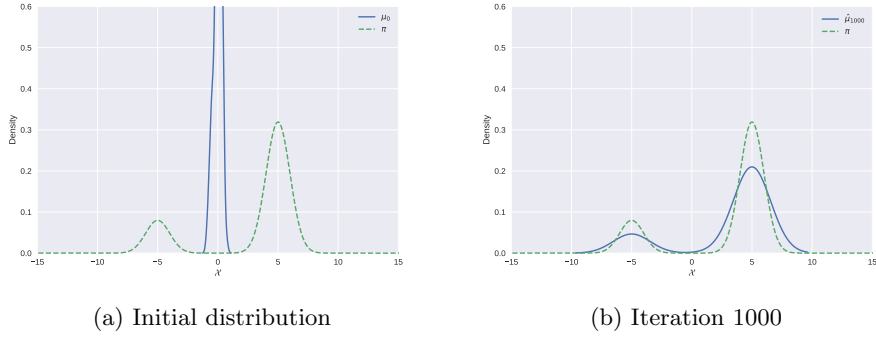 0.6
0.5
0.4
0.3
0.2
0.1
0.0
Density
−15 −10 −5 0 5 10 15
𝒳
μ₀
π
(a) Initial distribution
0.6
0.5
0.4
0.3
0.2
0.1
0.0
Density
−15 −10 −5 0 5 10 15
𝒳
μ̂₁₀₀₀
π
(b) Iteration 1000